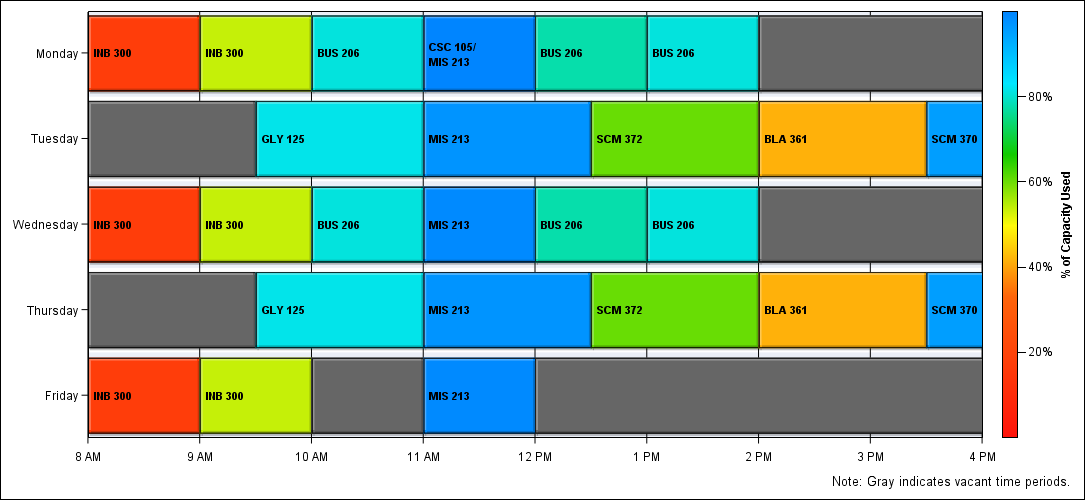 Monday
INB 300
INB 300
BUS 206
CSC 105/
MIS 213
BUS 206
BUS 206
Tuesday
GLY 125
MIS 213
SCM 372
BLA 361
SCM 370
Wednesday
INB 300
INB 300
BUS 206
MIS 213
BUS 206
BUS 206
Thursday
GLY 125
MIS 213
SCM 372
BLA 361
SCM 370
Friday
INB 300
INB 300
MIS 213
8 AM
9 AM
10 AM
11 AM
12 PM
1 PM
2 PM
3 PM
4 PM
80%
60%
40%
20%
% of Capacity Used
Note: Gray indicates vacant time periods.